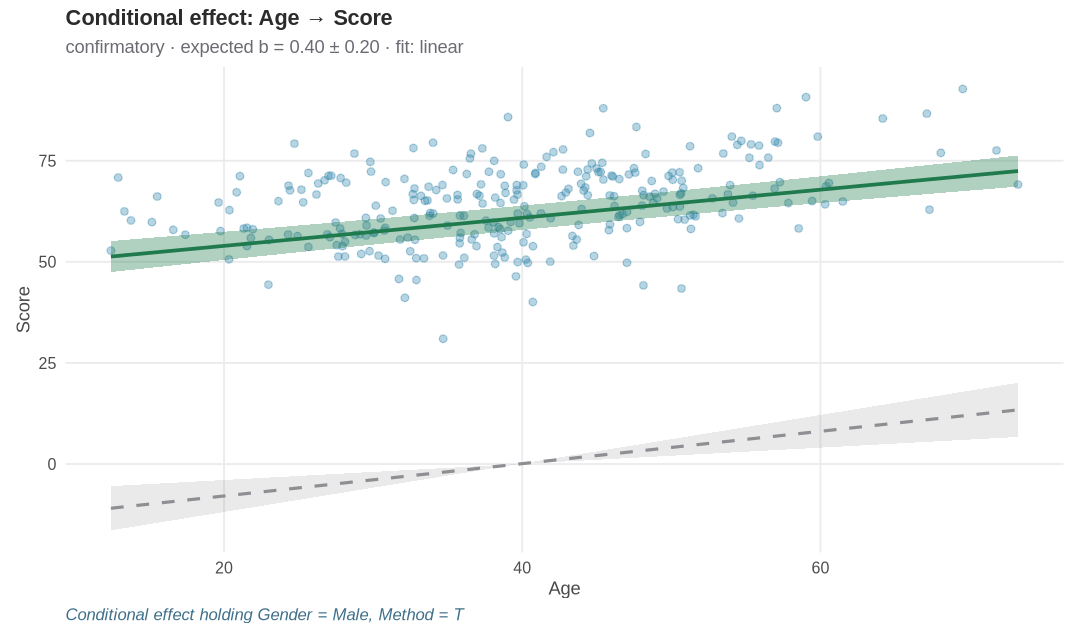 Conditional effect: Age → Score
confirmatory · expected b = 0.40 ± 0.20 · fit: linear
75
50
25
0
Score
20 40 60
Age
Conditional effect holding Gender = Male, Method = T